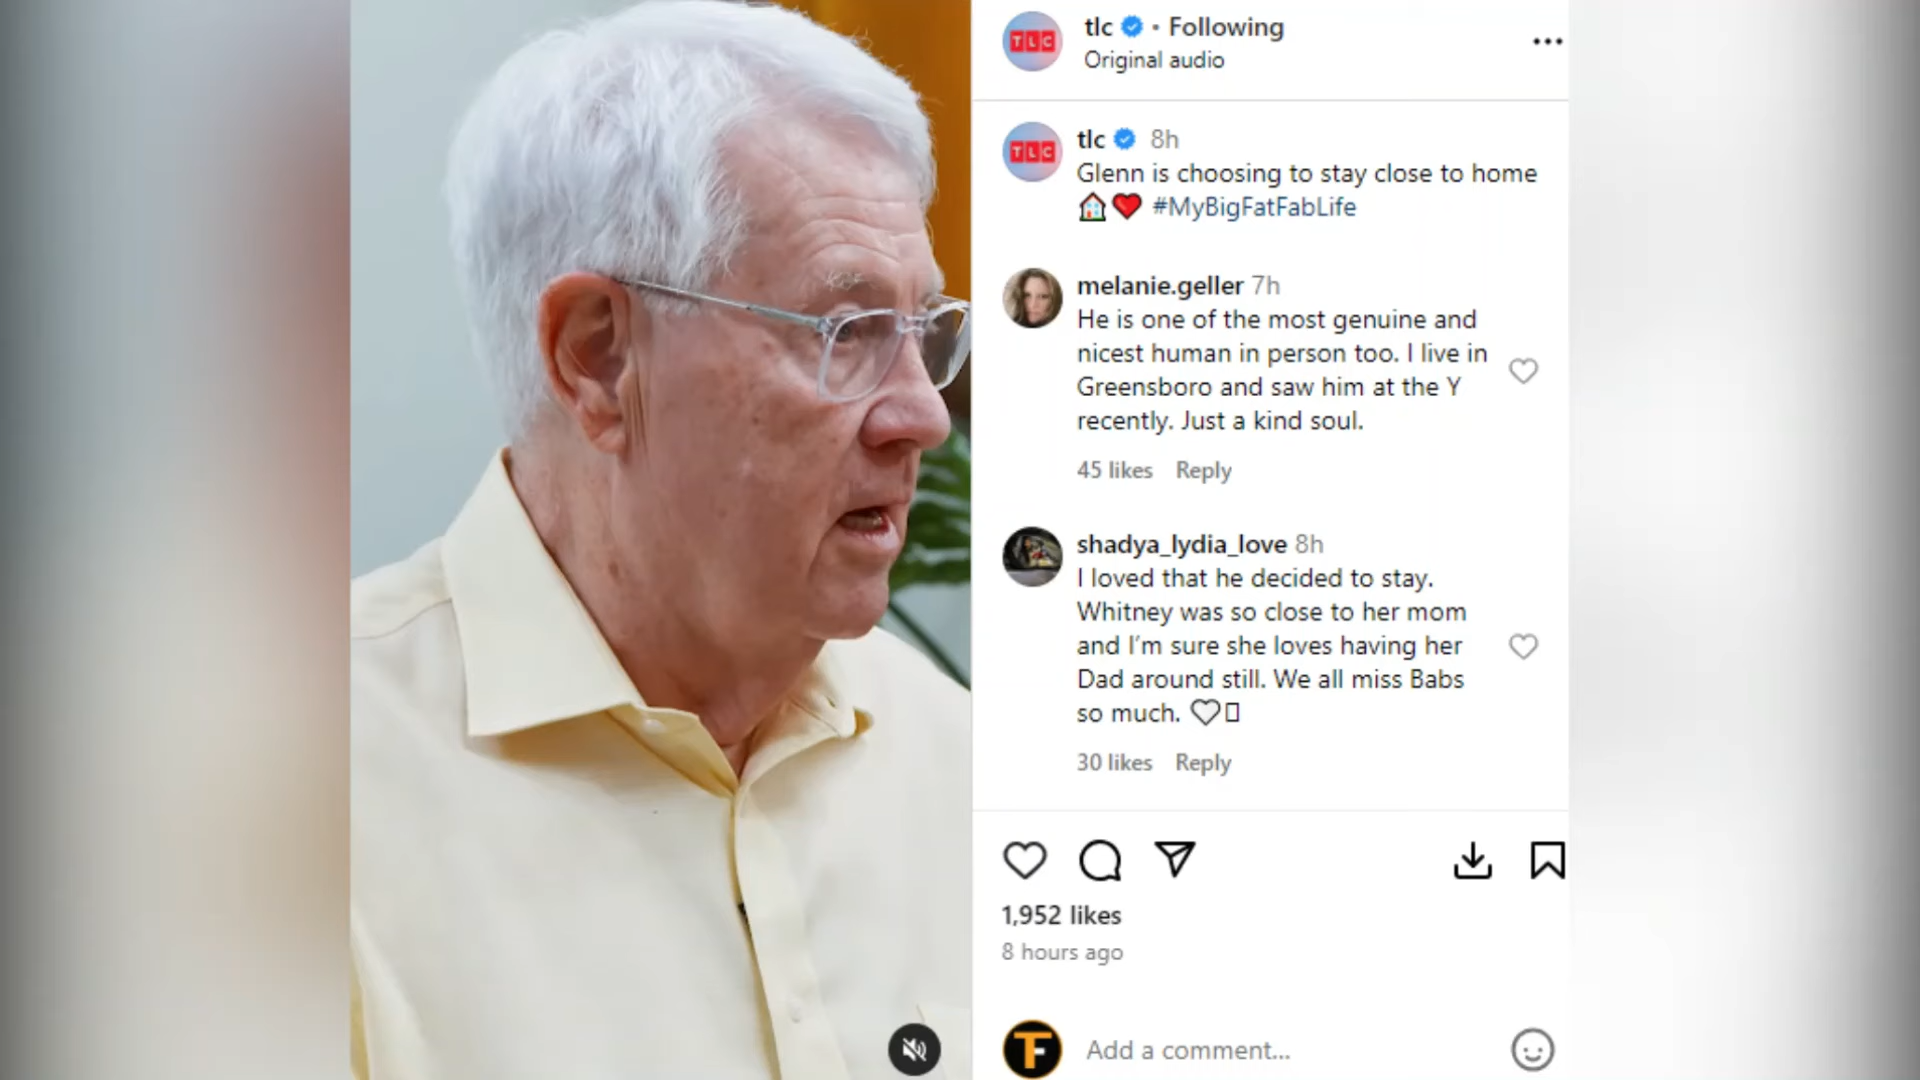 TLC
tlc • Following
Original audio
TLC
tlc 8h
Glenn is choosing to stay close to home
#MyBigFatFabLife
melanie.geller 7h
He is one of the most genuine and
nicest human in person too. I live in
Greensboro and saw him at the Y
recently. Just a kind soul.
45 likes Reply
shadya_lydia_love 8h
I loved that he decided to stay.
Whitney was so close to her mom
and I'm sure she loves having her
Dad around still. We all miss Babs
so much.
30 likes Reply
1,952 likes
8 hours ago
TF
Add a comment...